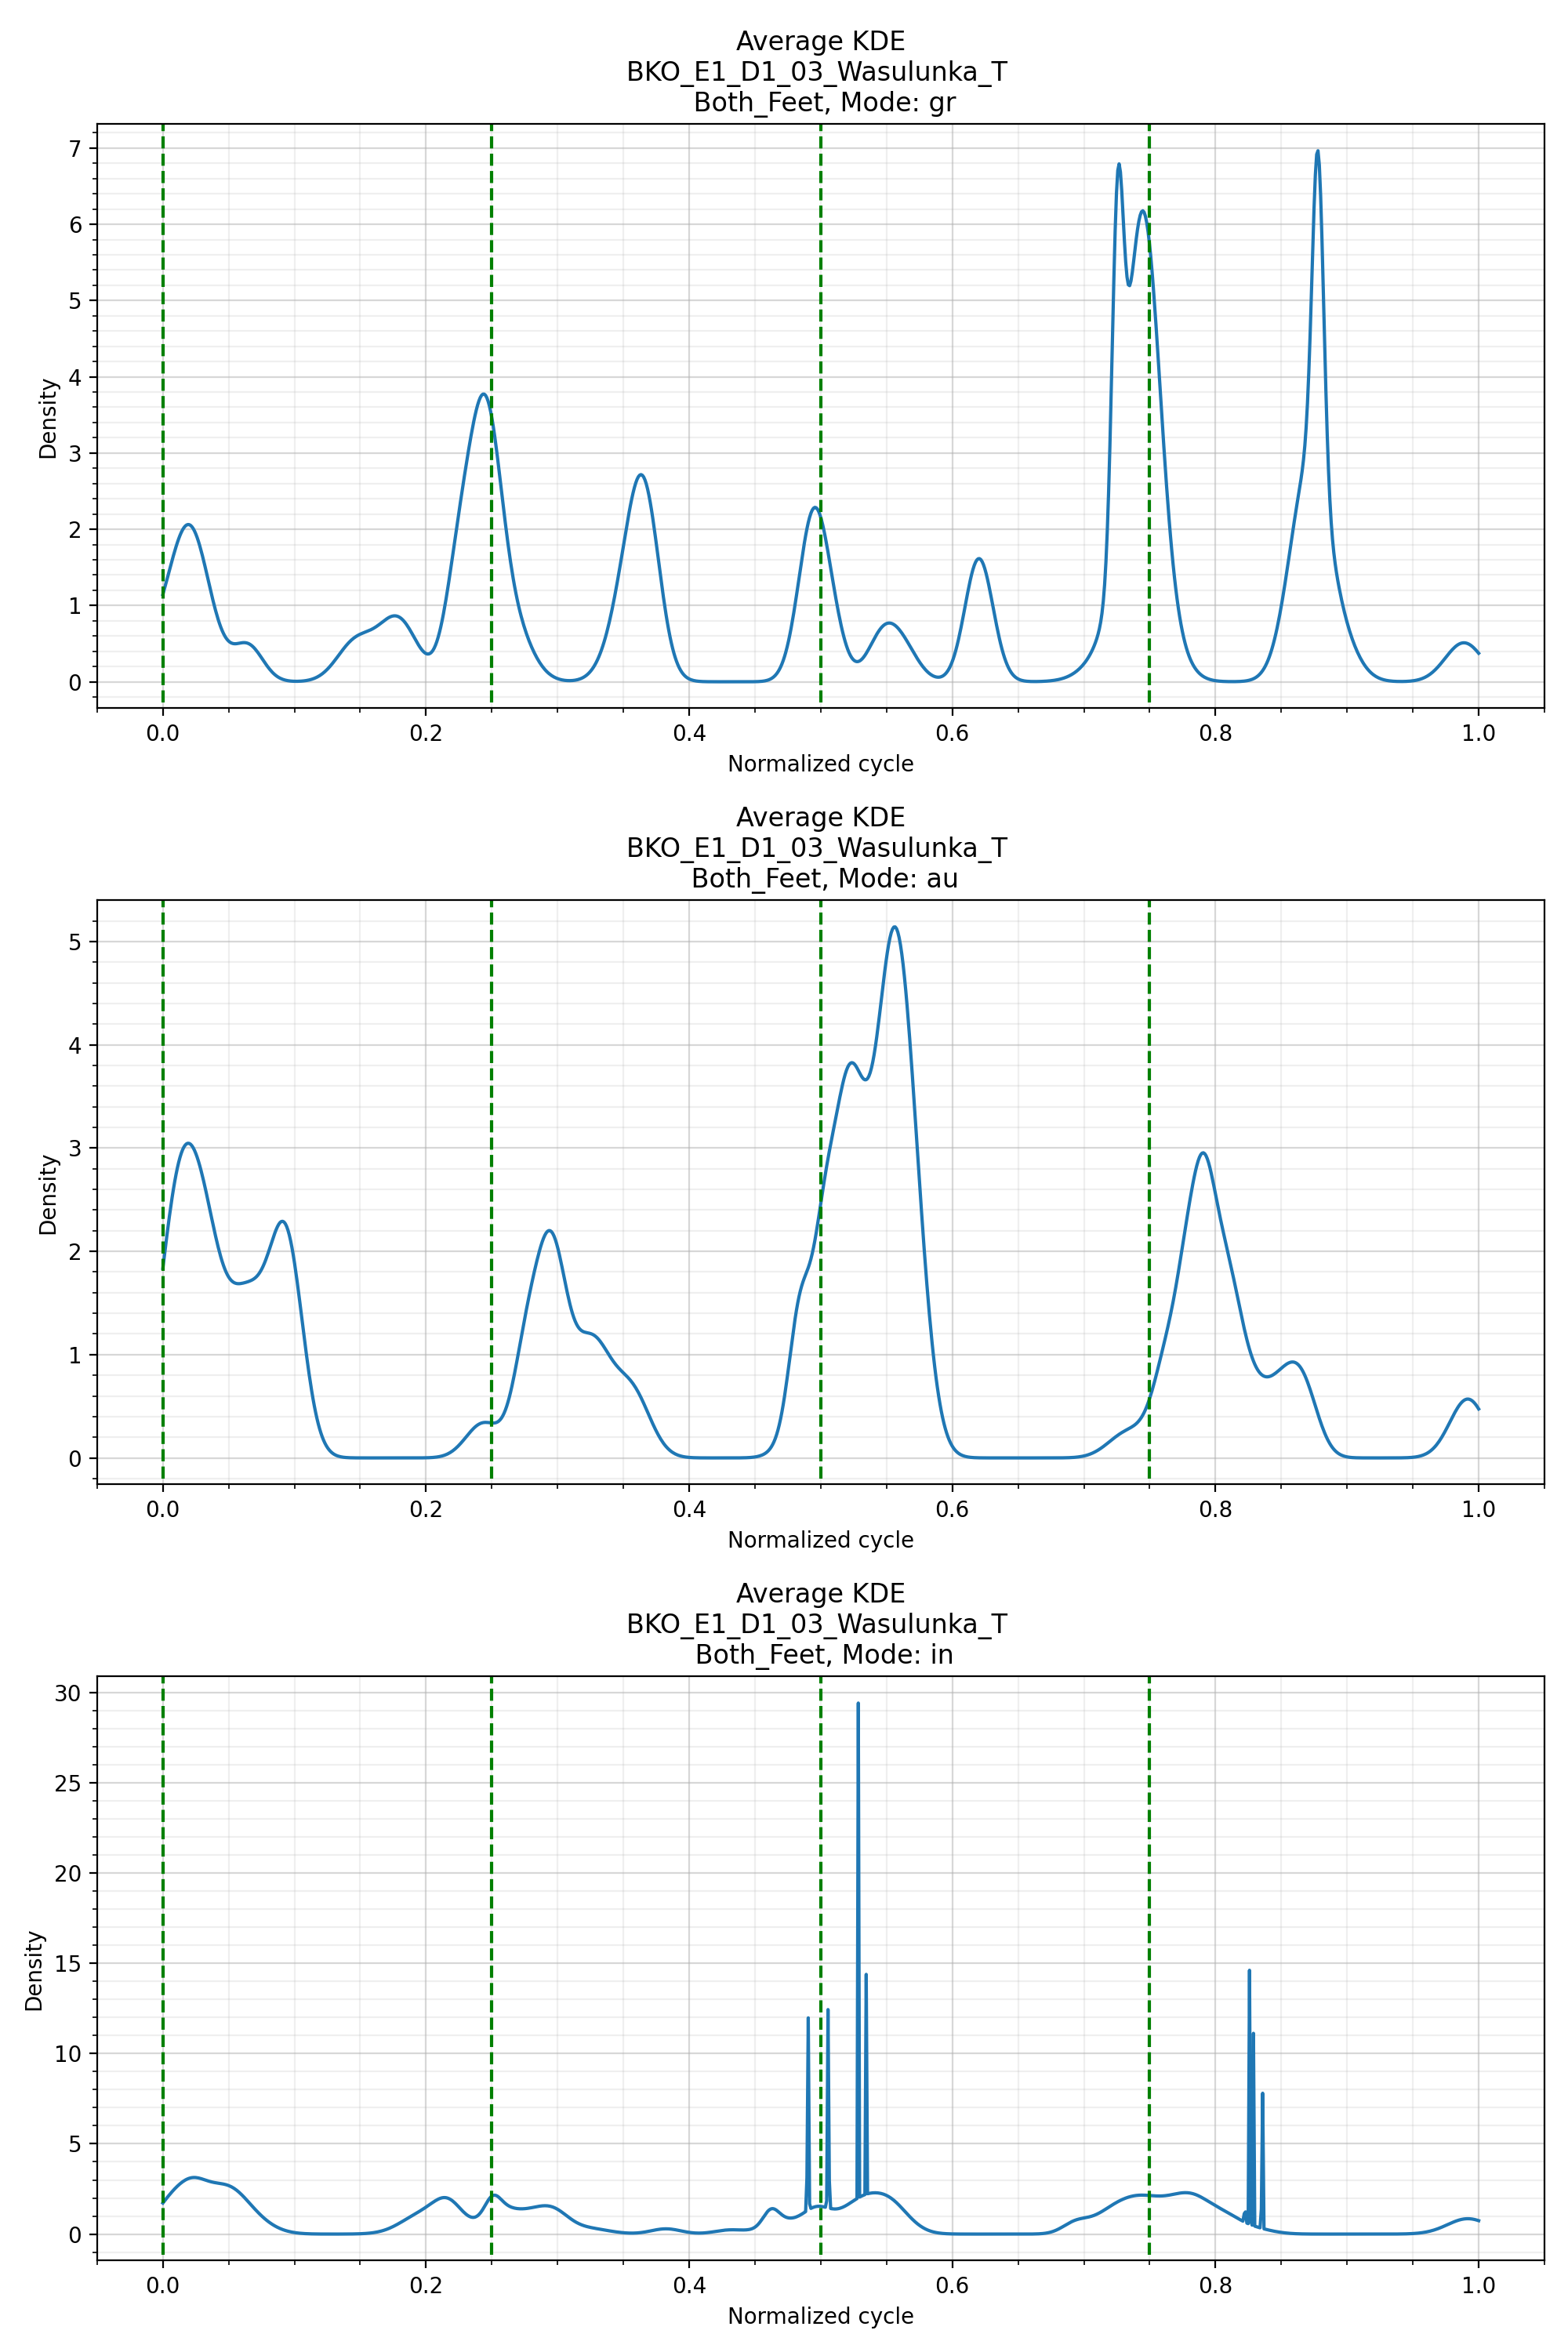 Average KDE
BKO_E1_D1_03_Wasulunka_T
Both_Feet, Mode: gr
7
6
5
4
3
2
1
0
Density
0.0 0.2 0.4 0.6 0.8 1.0
Normalized cycle
Average KDE
BKO_E1_D1_03_Wasulunka_T
Both_Feet, Mode: au
5
4
3
2
1
0
Density
0.0 0.2 0.4 0.6 0.8 1.0
Normalized cycle
Average KDE
BKO_E1_D1_03_Wasulunka_T
Both_Feet, Mode: in
30
25
20
15
10
5
0
Density
0.0 0.2 0.4 0.6 0.8 1.0
Normalized cycle